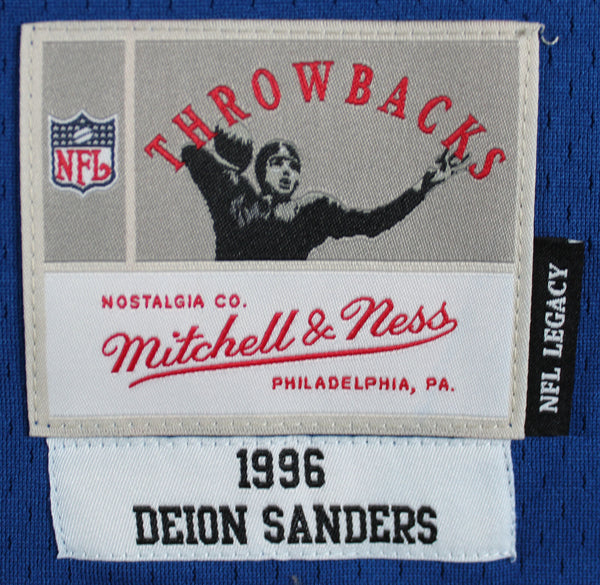 THROWBACKS
NFL
NOSTALGIA CO.
Mitchell & Ness
PHILADELPHIA, PA.
NFL LEGACY
1996
DEION SANDERS